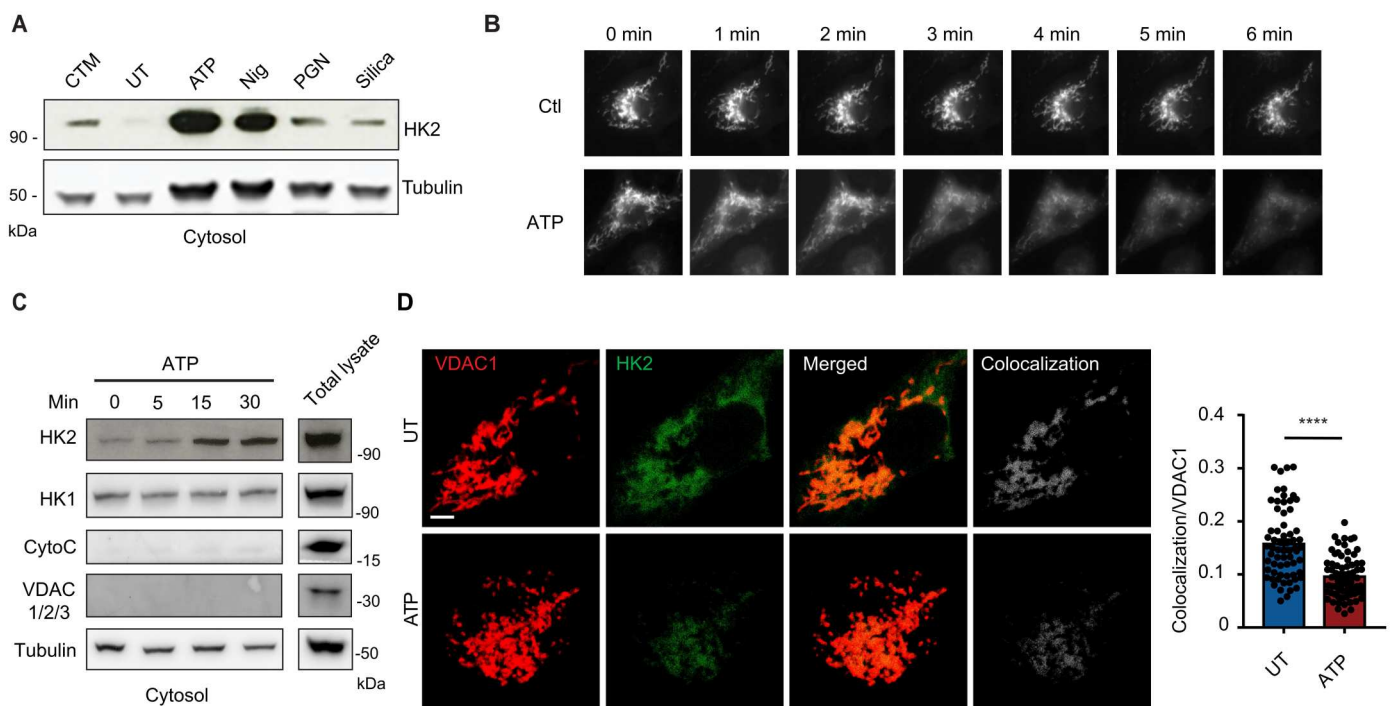 A
CTM UT ATP Nig PGN Silica
90 - HK2
50 - Tubulin
kDa
Cytosol
B
0 min 1 min 2 min 3 min 4 min 5 min 6 min
Ctl
ATP
C
ATP Total lysate
Min 0 5 15 30
HK2 -90
HK1 -90
CytoC -15
VDAC
1/2/3 -30
Tubulin -50
kDa
Cytosol
D
VDAC1 HK2 Merged Colocalization
UT
ATP
Colocalization/VDAC1
0.4
0.3
0.2
0.1
0
****
UT ATP